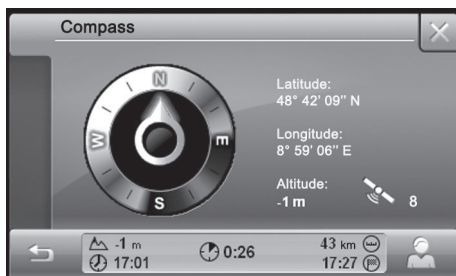 Compass
N
W
E
S
Latitude:
48° 42' 09" N
Longitude:
8° 59' 06" E
Altitude:
-1 m
8
-1 m
17:01
0:26
43 km
17:27